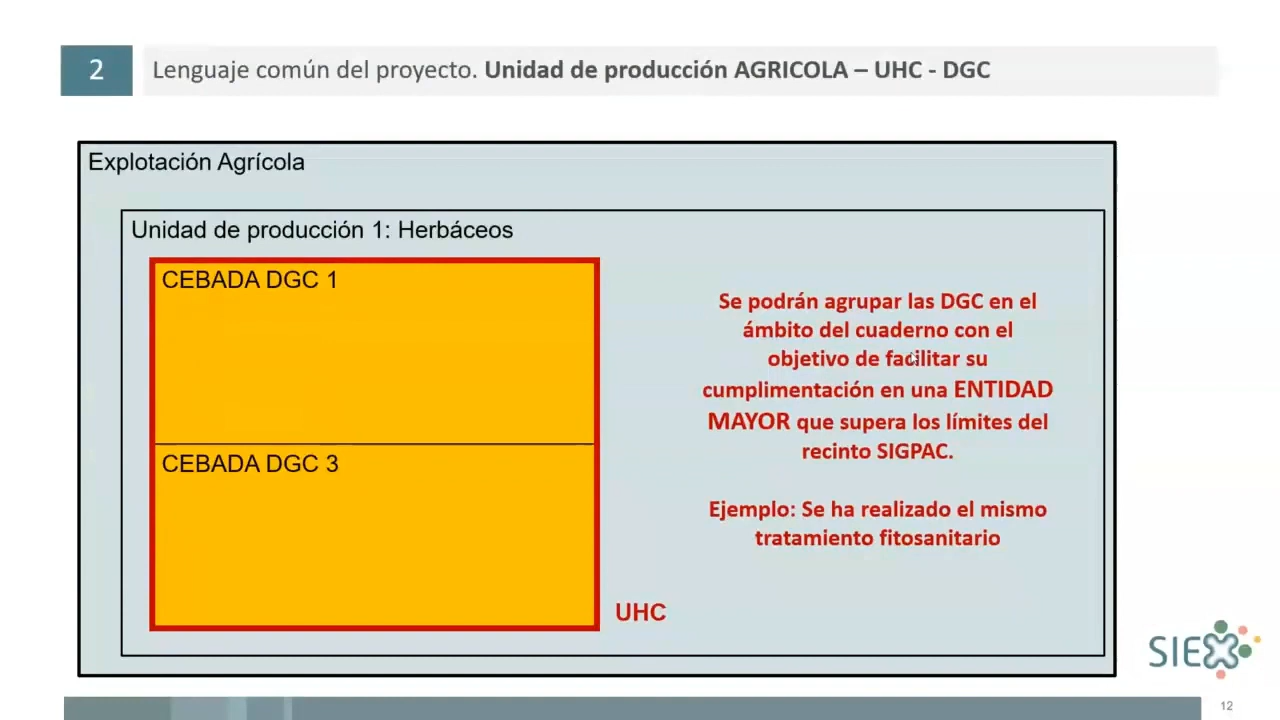 2
Lenguaje común del proyecto. Unidad de producción AGRICOLA – UHC - DGC
Explotación Agrícola
Unidad de producción 1: Herbáceos
CEBADA DGC 1
CEBADA DGC 3
Se podrán agrupar las DGC en el
ámbito del cuaderno con el
objetivo de facilitar su
cumplimentación en una ENTIDAD
MAYOR que supera los límites del
recinto SIGPAC.
Ejemplo: Se ha realizado el mismo
tratamiento fitosanitario
UHC
SIEX
12